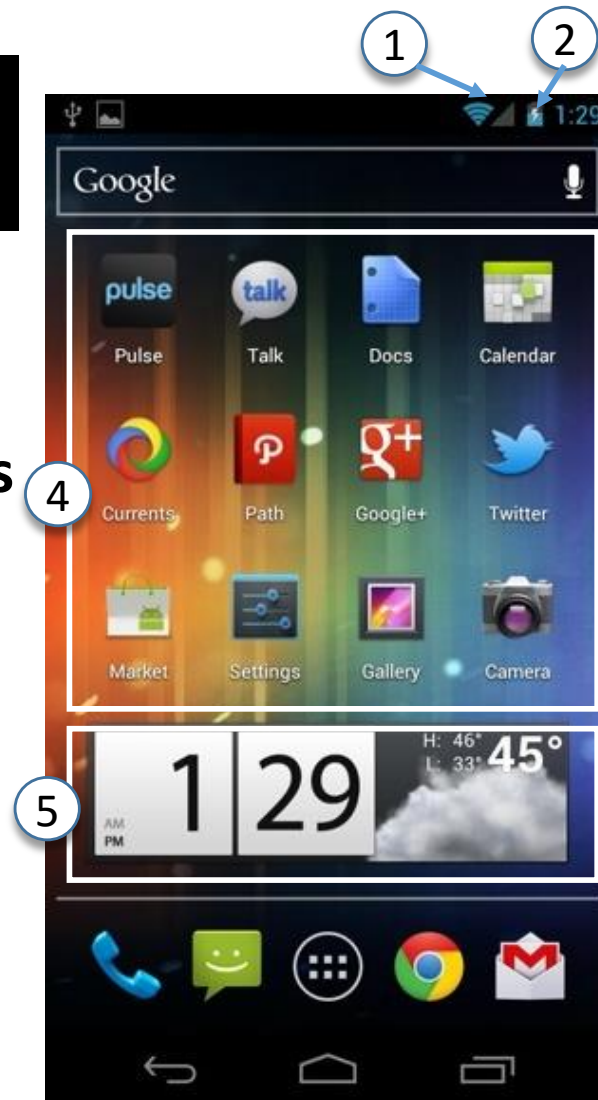 1 2
1:29
Google
pulse talk
Pulse Talk Docs Calendar
s
4
g+
Currents Path Google+ Twitter
Market Settings Gallery Camera
5
H: 46°
L: 33°
45°
1 29
AM
PM